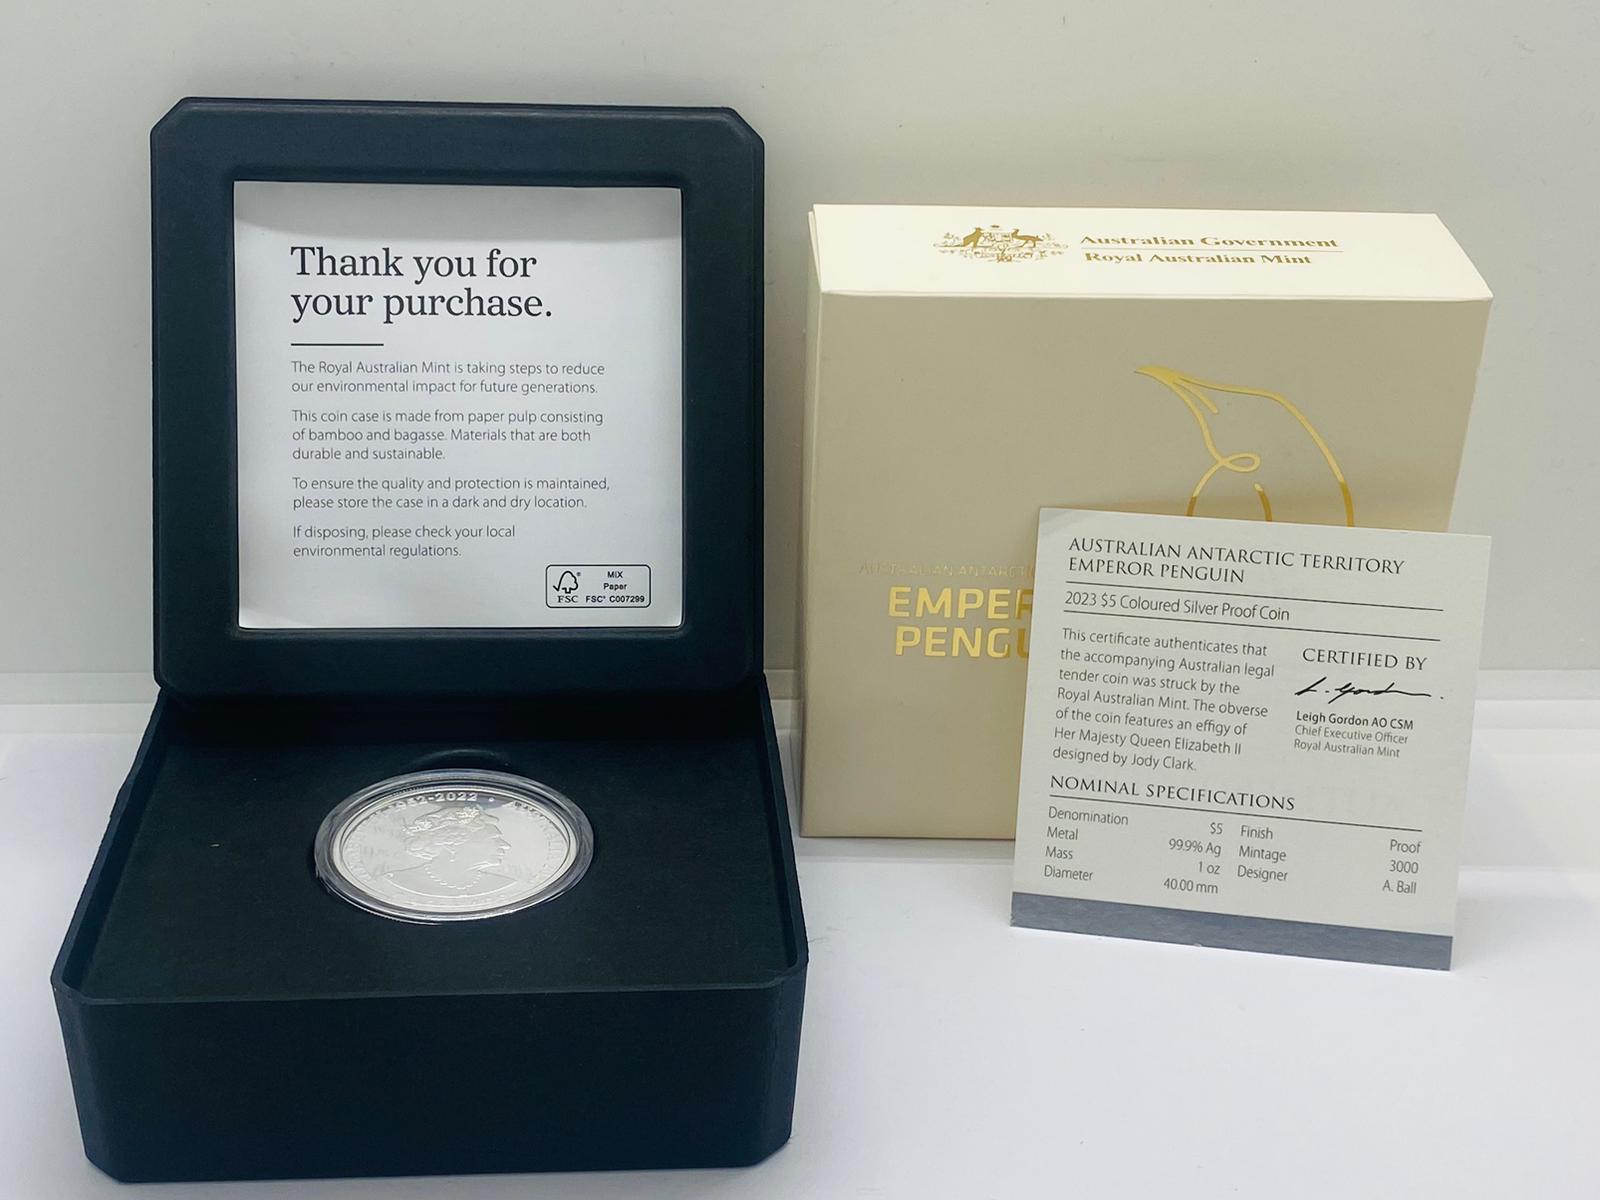 Thank you for
your purchase.
The Royal Australian Mint is taking steps to reduce
our environmental impact for future generations.
This coin case is made from paper pulp consisting
of bamboo and bagasse. Materials that are both
durable and sustainable.
To ensure the quality and protection is maintained,
please store the case in a dark and dry location.
If disposing, please check your local
environmental regulations.
FSC
MIX
Paper
FSC® C007299
1952-2022 •
Australian Government
Royal Australian Mint
AUSTRALIAN ANTARCTIC
EMPER
PENGU
AUSTRALIAN ANTARCTIC TERRITORY
EMPEROR PENGUIN
2023 $5 Coloured Silver Proof Coin
This certificate authenticates that
the accompanying Australian legal
tender coin was struck by the
Royal Australian Mint. The obverse
of the coin features an effigy of
Her Majesty Queen Elizabeth II
designed by Jody Clark.
CERTIFIED BY
L. Gordon.
Leigh Gordon AO CSM
Chief Executive Officer
Royal Australian Mint
NOMINAL SPECIFICATIONS
Denomination $5 Finish Proof
Metal 99.9% Ag Mintage 3000
Mass 1 oz Designer A. Ball
Diameter 40.00 mm